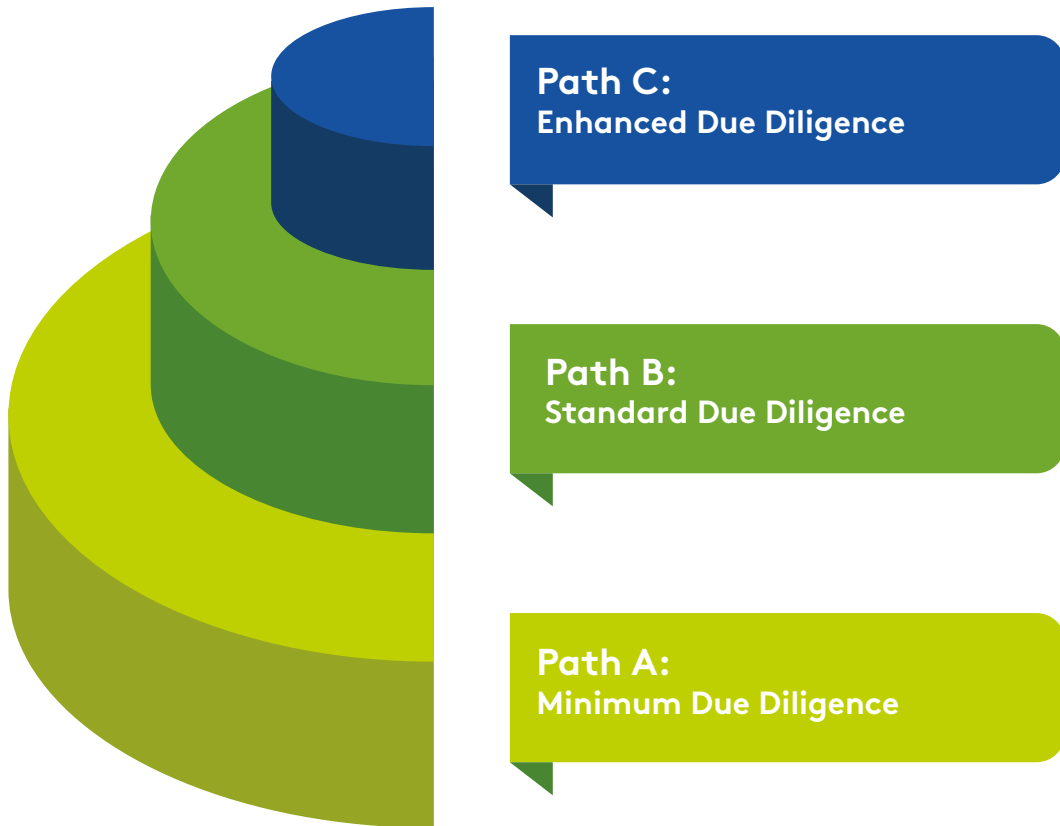 Path C:
Enhanced Due Diligence
Path B:
Standard Due Diligence
Path A:
Minimum Due Diligence